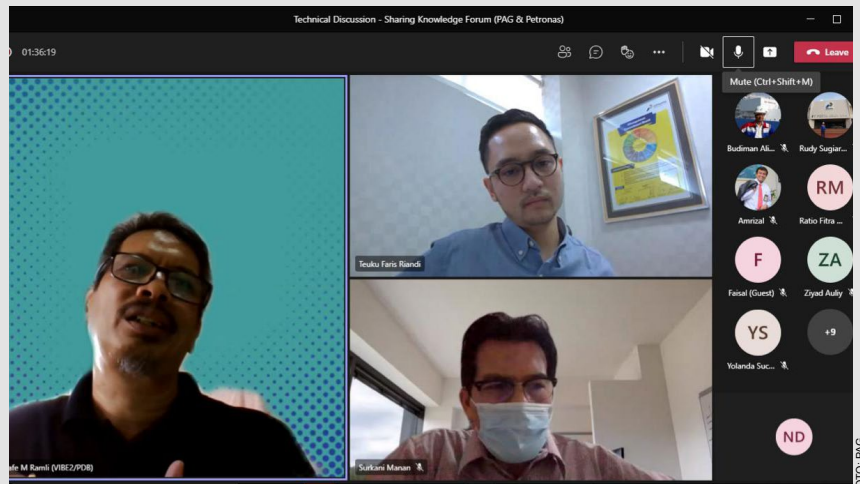 Technical Discussion - Sharing Knowledge Forum (PAG & Petronas)
01:36:19
Leave
Mute (Ctrl+Shift+M)
Budiman Ali...
Rudy Sugiar...
Amrizal
RM
Ratio Fitra ...
F
Faisal (Guest)
ZA
Ziyad Auliy
YS
Yolanda Suc...
+9
ND
Teuku Faris Riandi
afe M Ramli (VIBE2/PDB)
Surkani Manan